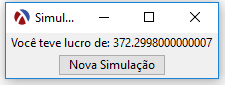 Simul...
Você teve lucro de: 372.2998000000007
Nova Simulação